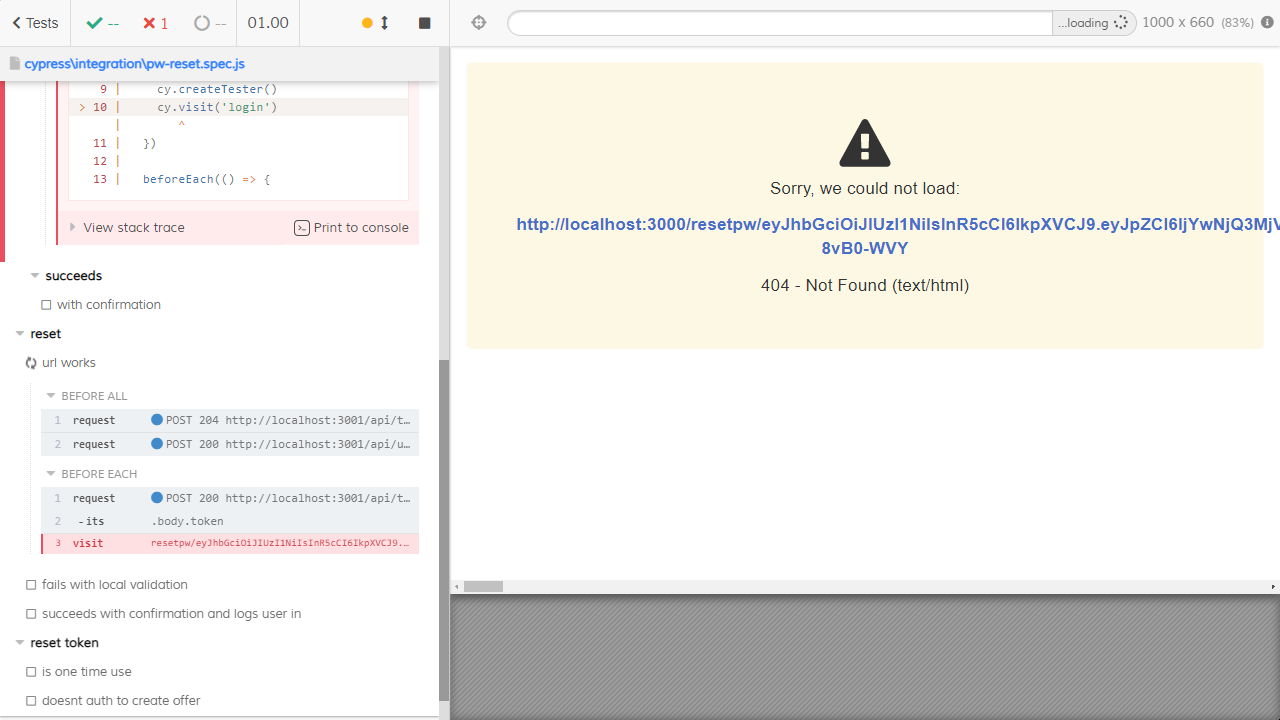 Tests -- 1 -- 01.00
...loading 1000 x 660 (83%)
cypress\integration\pw-reset.spec.js
9 | cy.createTester()
> 10 | cy.visit('login')
| ^
11 | })
12 |
13 | beforeEach(() => {
View stack trace Print to console
succeeds
with confirmation
reset
url works
BEFORE ALL
1 request POST 204 http://localhost:3001/api/t...
2 request POST 200 http://localhost:3001/api/u...
BEFORE EACH
1 request POST 200 http://localhost:3001/api/t...
2 -its .body.token
3 visit resetpw/eyJhbGciOiJIUzI1NiIsInR5cCI6IkpXVCJ9....
fails with local validation
succeeds with confirmation and logs user in
reset token
is one time use
doesnt auth to create offer
Sorry, we could not load:
http://localhost:3000/resetpw/eyJhbGciOiJIUzI1NiIsInR5cCI6IkpXVCJ9.eyJpZCI6IjYwNjQ3MjV
8vB0-WVY
404 - Not Found (text/html)